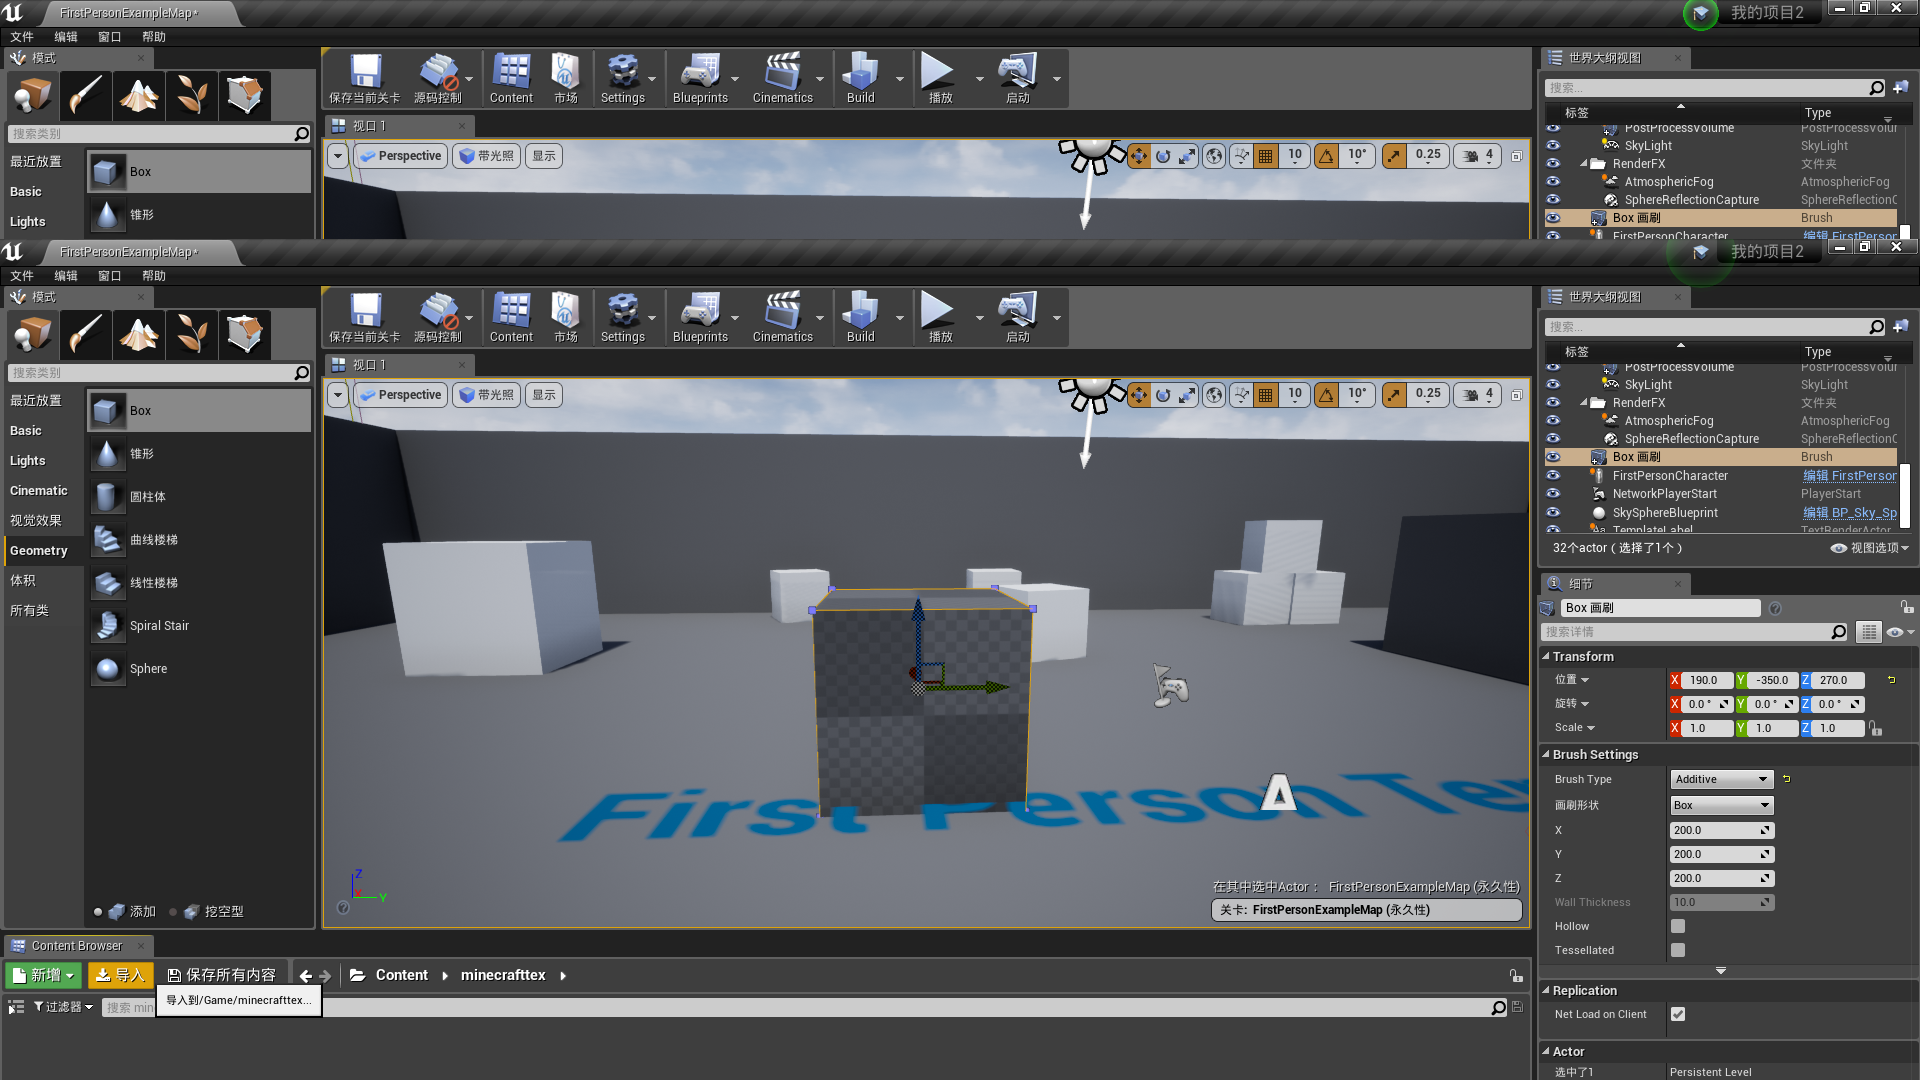 FirstPersonExampleMap*
我的项目2
文件 编辑 窗口 帮助
模式
搜索类别
最近放置
Basic
Lights
Box
锥形
保存当前关卡 源码控制 Content 市场 Settings Blueprints Cinematics Build 播放 启动
视口 1
Perspective 带光照 显示
10 10° 0.25 4
世界大纲视图
搜索...
标签 Type
PostProcessVolume PostProcessVolur
SkyLight SkyLight
RenderFX 文件夹
AtmosphericFog AtmosphericFog
SphereReflectionCapture SphereReflectionC
Box 画刷 Brush
FirstPersonCharacter 编辑 FirstPersor
FirstPersonExampleMap*
我的项目2
文件 编辑 窗口 帮助
模式
搜索类别
最近放置
Basic
Lights
Cinematic
视觉效果
Geometry
体积
所有类
Box
锥形
圆柱体
曲线楼梯
线性楼梯
Spiral Stair
Sphere
添加 挖空型
保存当前关卡 源码控制 Content 市场 Settings Blueprints Cinematics Build 播放 启动
视口 1
Perspective 带光照 显示
10 10° 0.25 4
First Person Te
A
Z
X Y
在其中选中Actor： FirstPersonExampleMap (永久性)
关卡: FirstPersonExampleMap (永久性)
世界大纲视图
搜索...
标签 Type
PostProcessVolume PostProcessVolur
SkyLight SkyLight
RenderFX 文件夹
AtmosphericFog AtmosphericFog
SphereReflectionCapture SphereReflectionC
Box 画刷 Brush
FirstPersonCharacter 编辑 FirstPersor
NetworkPlayerStart PlayerStart
SkySphereBlueprint 编辑 BP_Sky_Sp
TemplateLabel TextRenderActor
32个actor（选择了1个）
视图选项
细节
Box 画刷
搜索详情
Transform
位置 X 190.0 Y -350.0 Z 270.0
旋转 X 0.0° Y 0.0° Z 0.0°
Scale X 1.0 Y 1.0 Z 1.0
Brush Settings
Brush Type Additive
画刷形状 Box
X 200.0
Y 200.0
Z 200.0
Wall Thickness 10.0
Hollow
Tessellated
Replication
Net Load on Client
Actor
选中了1 Persistent Level
Content Browser
新增 导入 保存所有内容 Content minecrafttex
导入到/Game/minecrafttex...
过滤器 搜索 min